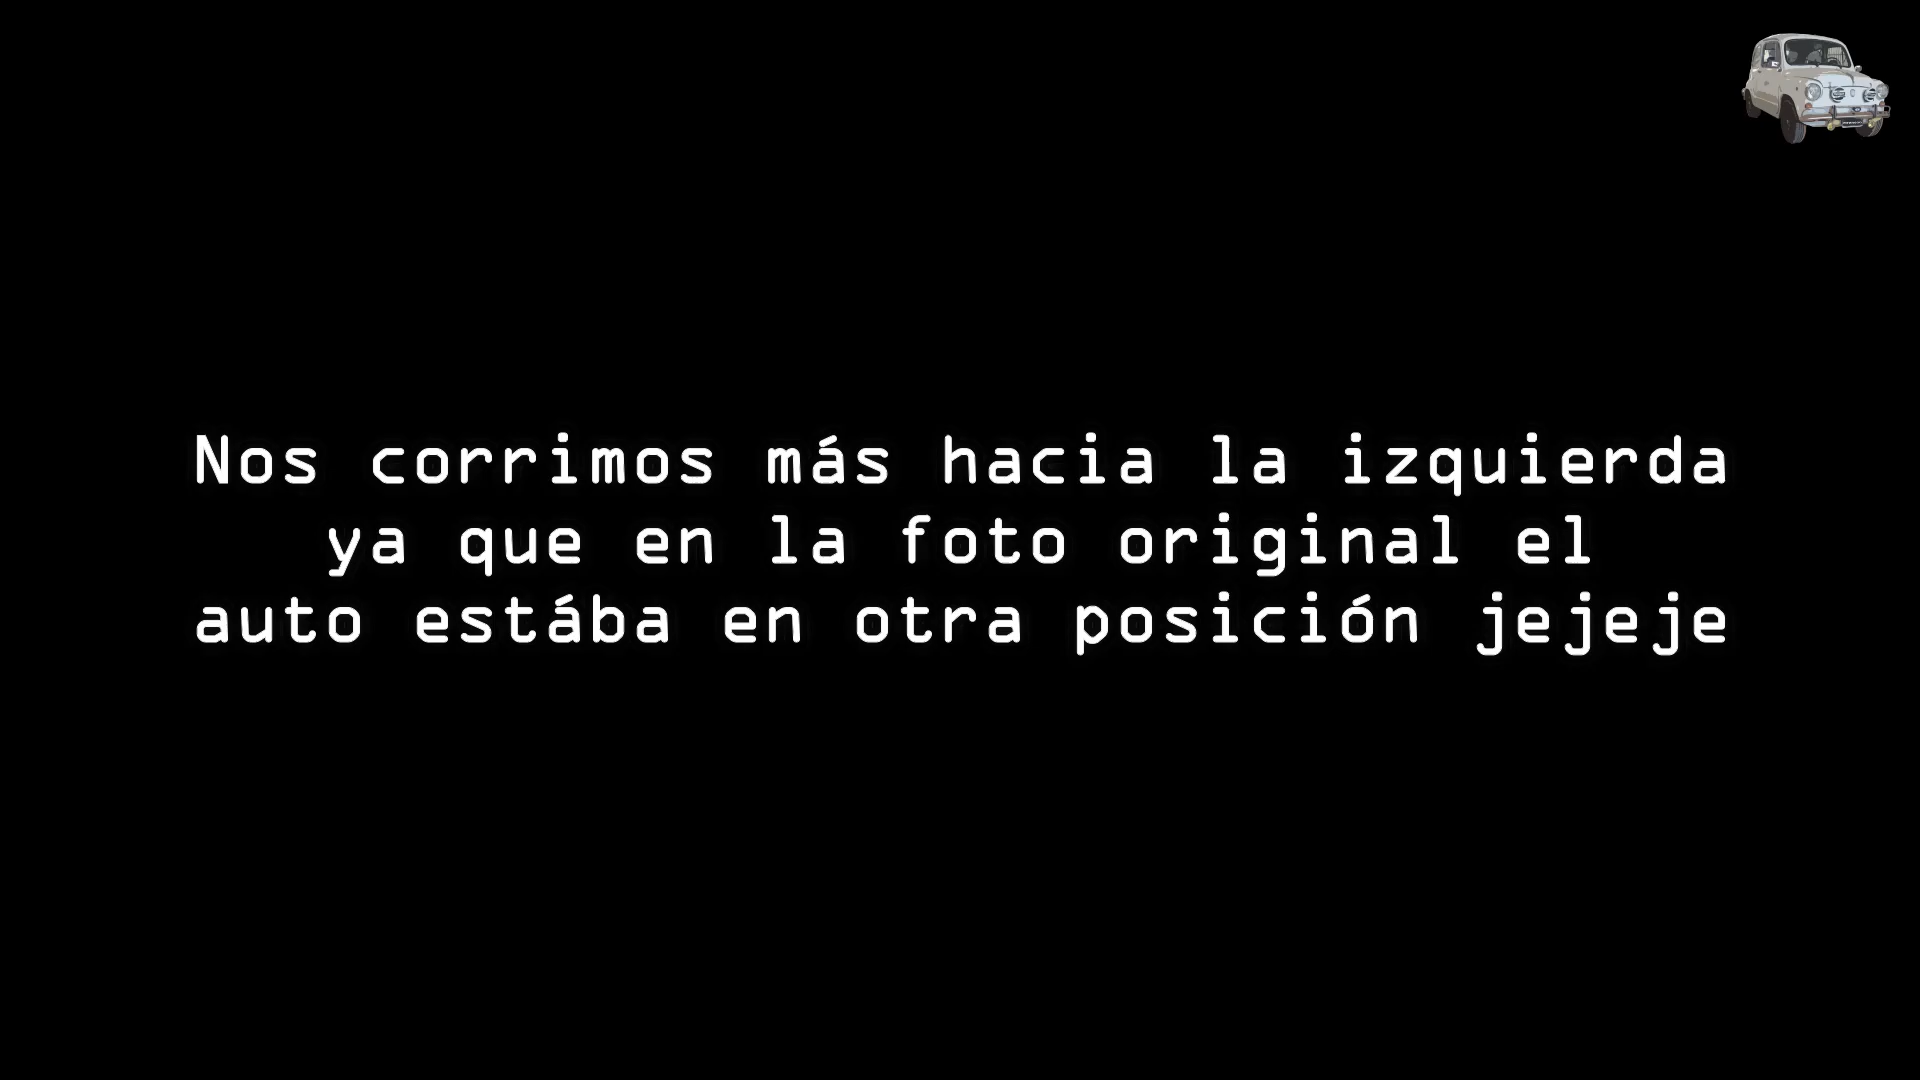 Nos corrimos más hacia la izquierda
ya que en la foto original el
auto estába en otra posición jejeje